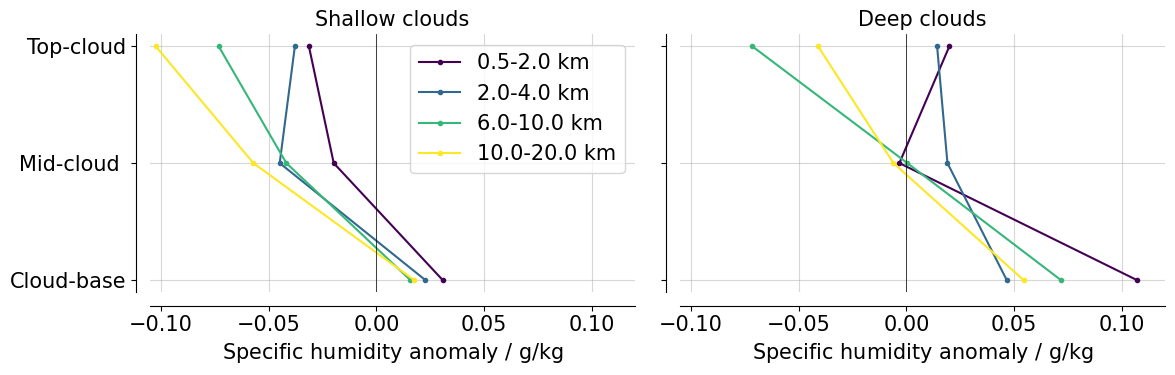 Shallow clouds
Deep clouds
Top-cloud
Mid-cloud
Cloud-base
0.5-2.0 km
2.0-4.0 km
6.0-10.0 km
10.0-20.0 km
−0.10 −0.05 0.00 0.05 0.10
−0.10 −0.05 0.00 0.05 0.10
Specific humidity anomaly / g/kg
Specific humidity anomaly / g/kg